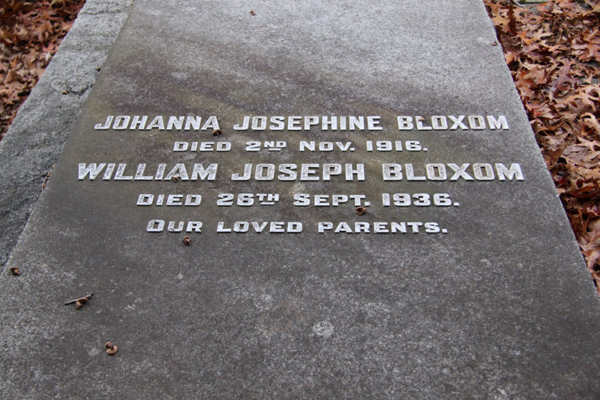 JOHANNA JOSEPHINE BLOXOM
DIED 2ND NOV. 1916.
WILLIAM JOSEPH BLOXOM
DIED 26TH SEPT. 1936.
OUR LOVED PARENTS.